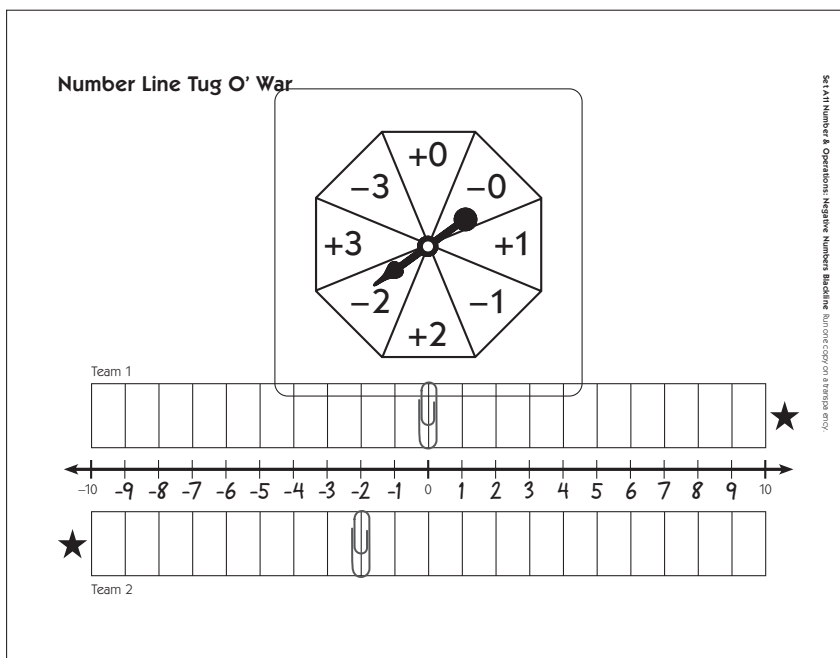 Number Line Tug O’ War
+0
–3
–0
+3
+1
–2
–1
+2
Team 1
–10 -9 -8 -7 -6 -5 -4 -3 -2 -1 0 1 2 3 4 5 6 7 8 9 10
Team 2
Set A11 Number & Operations: Negative Numbers Blackline Run one copy on a transparency.